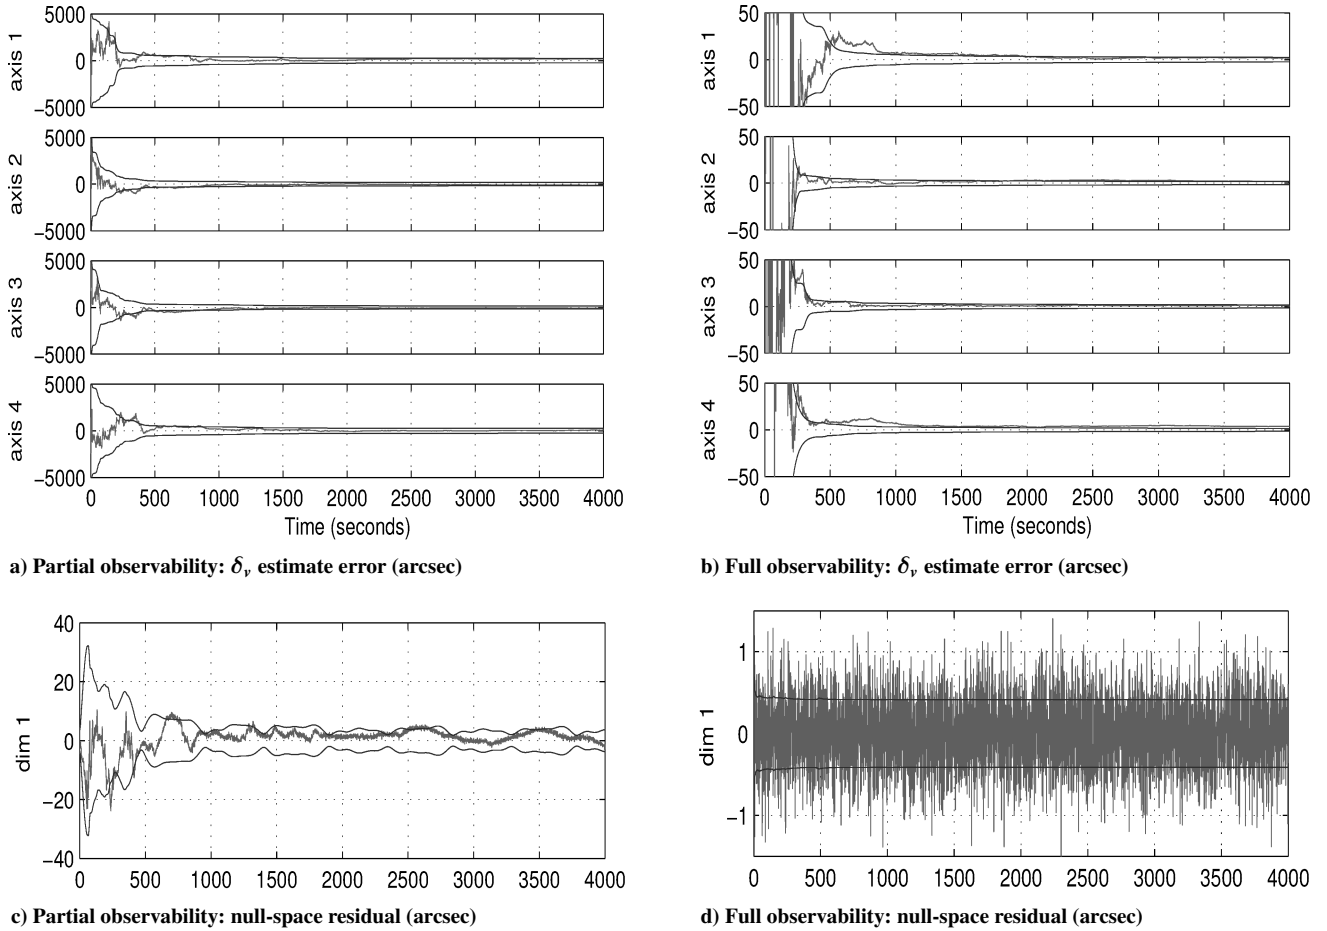 5000
0
−5000
axis 1
5000
0
−5000
axis 2
5000
0
−5000
axis 3
5000
0
−5000
axis 4
0 500 1000 1500 2000 2500 3000 3500 4000
Time (seconds)
a) Partial observability: δᵥ estimate error (arcsec)
50
0
−50
axis 1
50
0
−50
axis 2
50
0
−50
axis 3
50
0
−50
axis 4
0 500 1000 1500 2000 2500 3000 3500 4000
Time (seconds)
b) Full observability: δᵥ estimate error (arcsec)
40
20
0
−20
−40
dim 1
0 500 1000 1500 2000 2500 3000 3500 4000
c) Partial observability: null-space residual (arcsec)
1
0
−1
dim 1
0 500 1000 1500 2000 2500 3000 3500 4000
d) Full observability: null-space residual (arcsec)